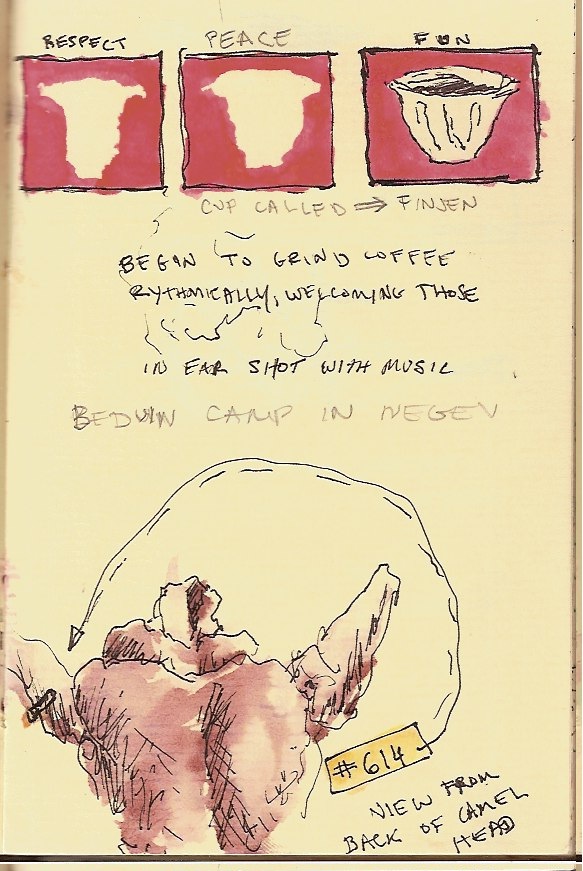 RESPECT PEACE FUN
CUP CALLED ⇒ FINJEN
BEGIN TO GRIND COFFEE
RYTHMICALLY, WELCOMING THOSE
IN EAR SHOT WITH MUSIC
BEDUIN CAMP IN NEGEV
#614
VIEW FROM
BACK OF CAMEL
HEAD